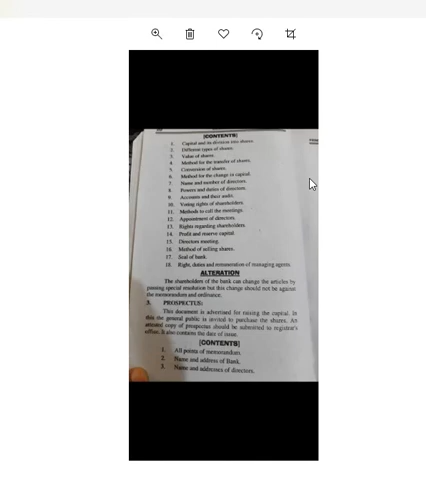 [CONTENTS]
1. Capital and its division into shares.
2. Different types of shares.
3. Value of shares.
4. Method for the transfer of shares.
5. Conversion of shares.
6. Method for the change in capital.
7. Name and number of directors.
8. Powers and duties of directors.
9. Accounts and their audit.
10. Voting rights of shareholders.
11. Methods to call the meetings.
12. Appointment of directors.
13. Rights regarding shareholders.
14. Profit and reserve capital.
15. Directors meeting.
16. Method of selling shares.
17. Seal of bank.
18. Right, duties and remuneration of managing agents.
ALTERATION
The shareholders of the bank can change the articles by
passing special resolution but this change should not be against
the memorandum and ordinance.
3. PROSPECTUS:
This document is advertised for raising the capital. In
this the general public is invited to purchase the shares. An
attested copy of prospectus should be submitted to registrar's
office. It also contains the date of issue.
[CONTENTS]
1. All points of memorandum.
2. Name and address of Bank.
3. Name and addresses of directors.